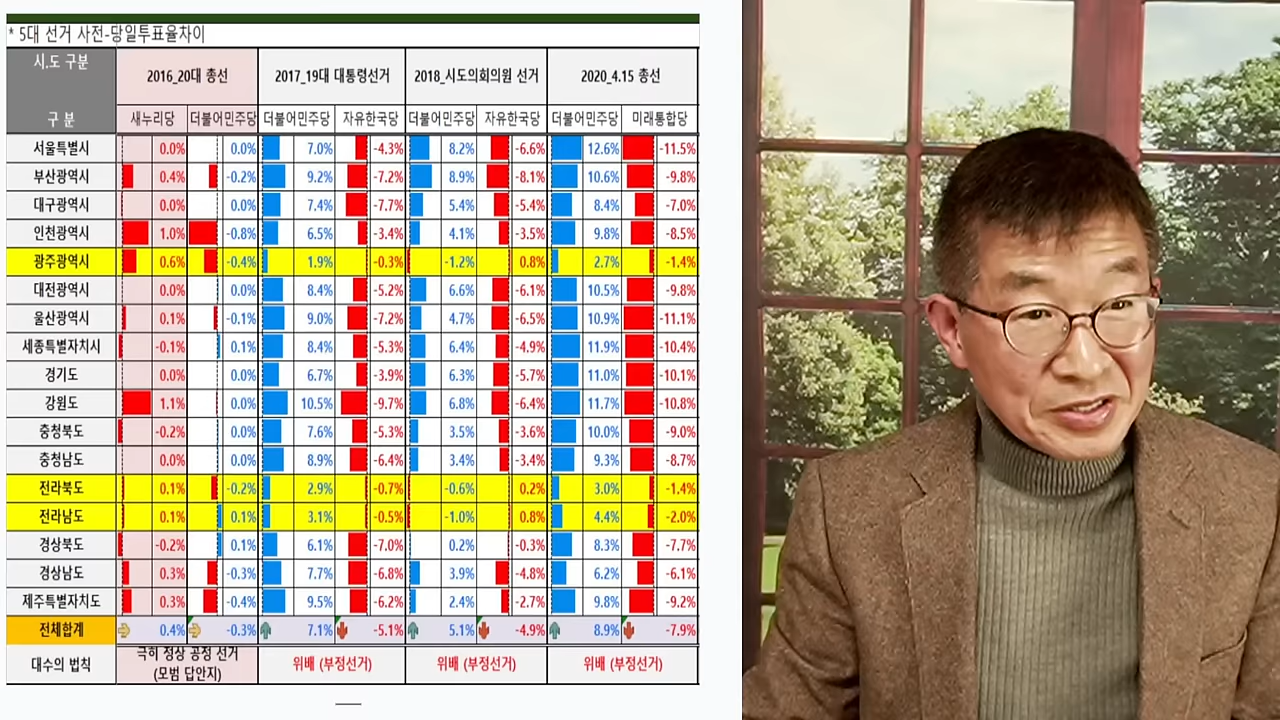 * 5대 선거 사전-당일투표율차이
시.도 구분 2016_20대 총선 2017_19대 대통령선거 2018_시도의회의원 선거 2020_4.15 총선
구 분 새누리당 더불어민주당 더불어민주당 자유한국당 더불어민주당 자유한국당 더불어민주당 미래통합당
서울특별시 0.0% 0.0% 7.0% -4.3% 8.2% -6.6% 12.6% -11.5%
부산광역시 0.4% -0.2% 9.2% -7.2% 8.9% -8.1% 10.6% -9.8%
대구광역시 0.0% 0.0% 7.4% -7.7% 5.4% -5.4% 8.4% -7.0%
인천광역시 1.0% -0.8% 6.5% -3.4% 4.1% -3.5% 9.8% -8.5%
광주광역시 0.6% -0.4% 1.9% -0.3% -1.2% 0.8% 2.7% -1.4%
대전광역시 0.0% 0.0% 8.4% -5.2% 6.6% -6.1% 10.5% -9.8%
울산광역시 0.1% -0.1% 9.0% -7.2% 4.7% -6.5% 10.9% -11.1%
세종특별자치시 -0.1% 0.1% 8.4% -5.3% 6.4% -4.9% 11.9% -10.4%
경기도 0.0% 0.0% 6.7% -3.9% 6.3% -5.7% 11.0% -10.1%
강원도 1.1% 0.0% 10.5% -9.7% 6.8% -6.4% 11.7% -10.8%
충청북도 -0.2% 0.0% 7.6% -5.3% 3.5% -3.6% 10.0% -9.0%
충청남도 0.0% 0.0% 8.9% -6.4% 3.4% -3.4% 9.3% -8.7%
전라북도 0.1% -0.2% 2.9% -0.7% -0.6% 0.2% 3.0% -1.4%
전라남도 0.1% 0.1% 3.1% -0.5% -1.0% 0.8% 4.4% -2.0%
경상북도 -0.2% 0.1% 6.1% -7.0% 0.2% -0.3% 8.3% -7.7%
경상남도 0.3% -0.3% 7.7% -6.8% 3.9% -4.8% 6.2% -6.1%
제주특별자치도 0.3% -0.4% 9.5% -6.2% 2.4% -2.7% 9.8% -9.2%
전체합계 0.4% -0.3% 7.1% -5.1% 5.1% -4.9% 8.9% -7.9%
대수의 법칙 극히 정상 공정 선거 위배 (부정선거) 위배 (부정선거) 위배 (부정선거)
(모범 답안지)